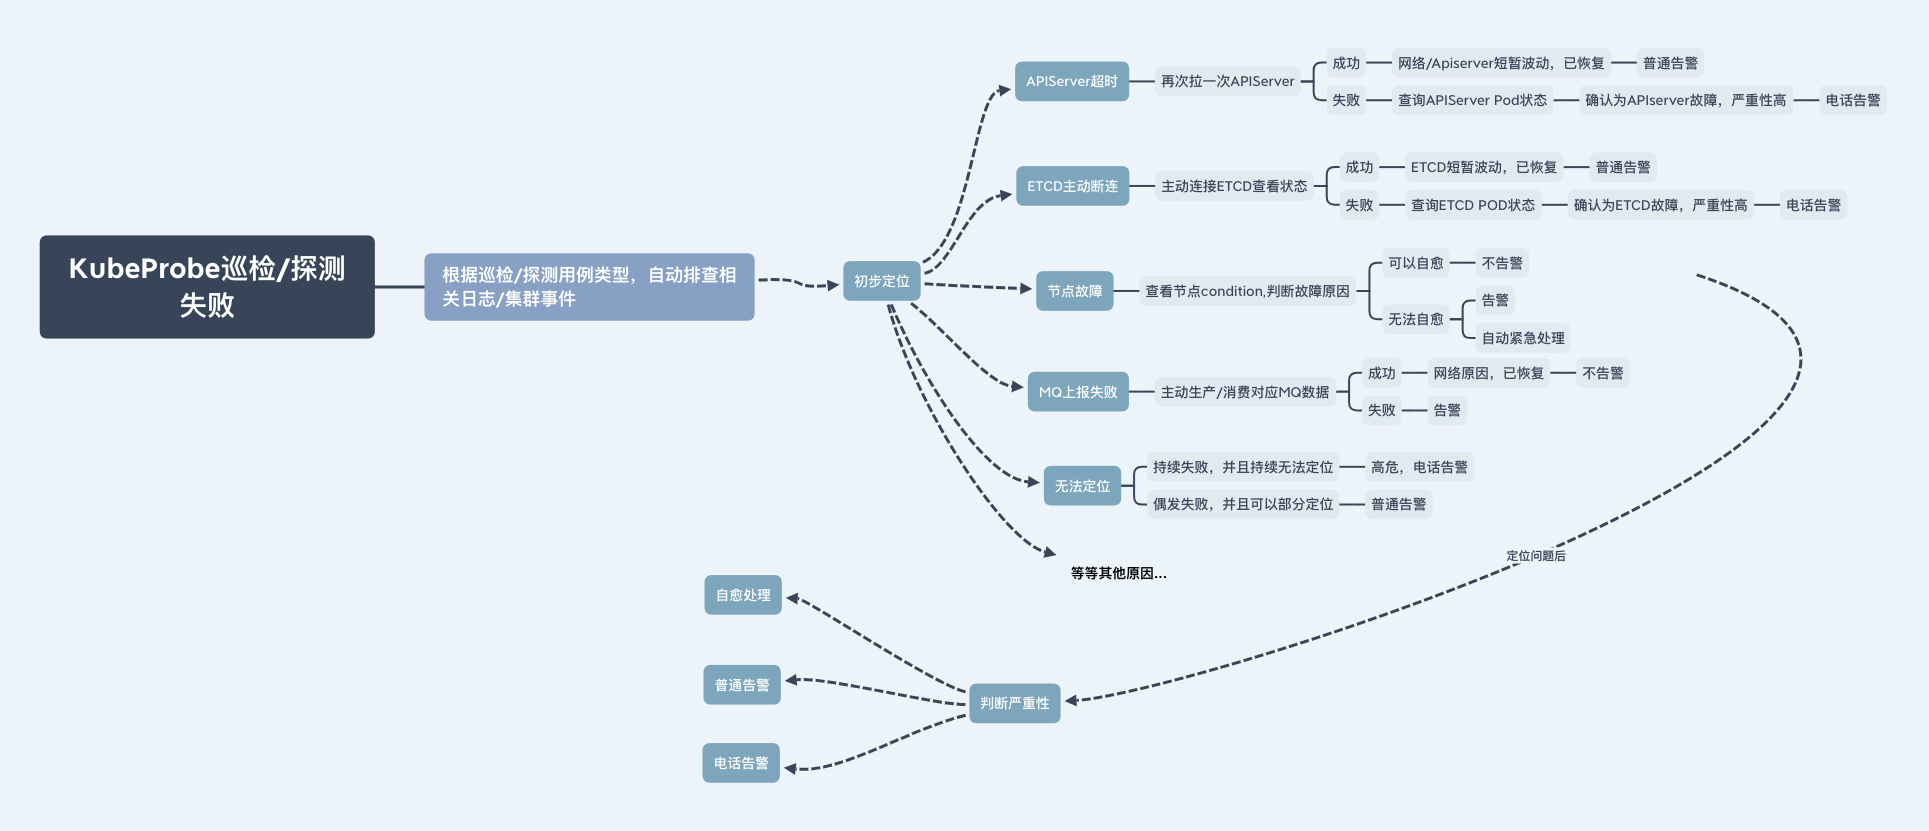 KubeProbe巡检/探测
失败
根据巡检/探测用例类型，自动排查相
关日志/集群事件
初步定位
APIServer超时
再次拉一次APIServer
成功
网络/Apiserver短暂波动，已恢复
普通告警
失败
查询APIServer Pod状态
确认为APIserver故障，严重性高
电话告警
ETCD主动断连
主动连接ETCD查看状态
成功
ETCD短暂波动，已恢复
普通告警
失败
查询ETCD POD状态
确认为ETCD故障，严重性高
电话告警
节点故障
查看节点condition,判断故障原因
可以自愈
不告警
无法自愈
告警
自动紧急处理
MQ上报失败
主动生产/消费对应MQ数据
成功
网络原因，已恢复
不告警
失败
告警
无法定位
持续失败，并且持续无法定位
高危，电话告警
偶发失败，并且可以部分定位
普通告警
等等其他原因...
定位问题后
判断严重性
自愈处理
普通告警
电话告警